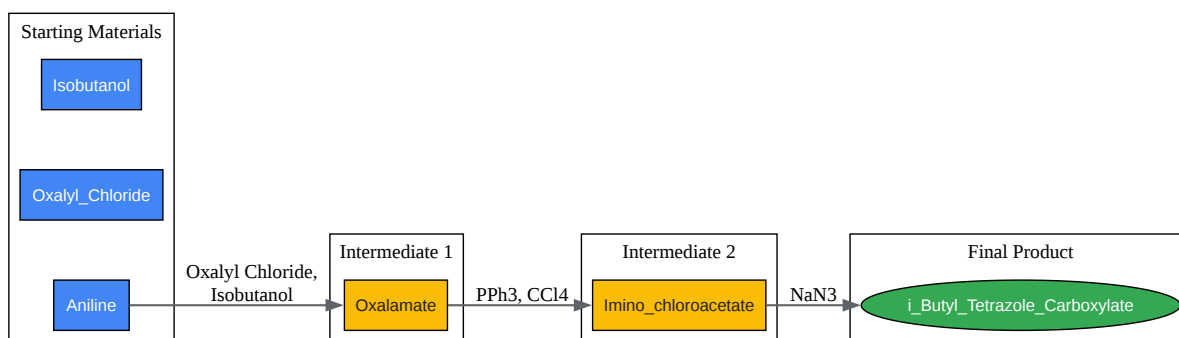 Starting Materials
Isobutanol
Oxalyl_Chloride
Aniline
Oxalyl Chloride,
Isobutanol
Intermediate 1
Oxalamate
PPh3, CCl4
Intermediate 2
Imino_chloroacetate
NaN3
Final Product
i_Butyl_Tetrazole_Carboxylate